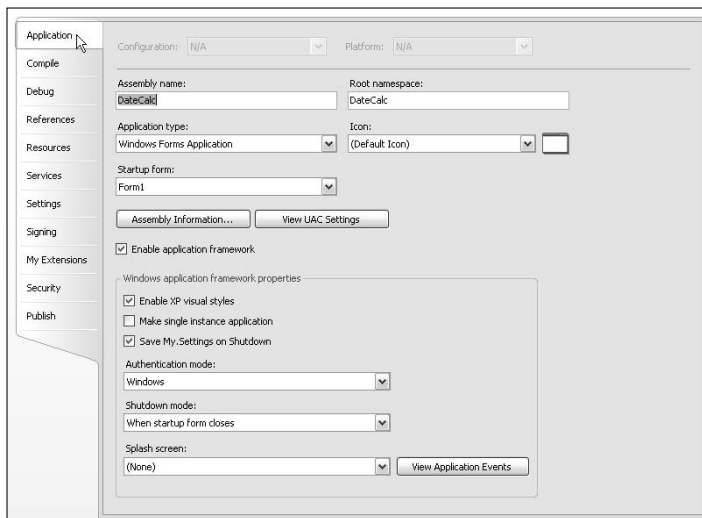 Application
Compile
Debug
References
Resources
Services
Settings
Signing
My Extensions
Security
Publish
Configuration: N/A Platform: N/A
Assembly name: Root namespace:
DateCalc DateCalc
Application type: Icon:
Windows Forms Application (Default Icon)
Startup form:
Form1
Assembly Information... View UAC Settings
Enable application framework
Windows application framework properties
Enable XP visual styles
Make single instance application
Save My.Settings on Shutdown
Authentication mode:
Windows
Shutdown mode:
When startup form closes
Splash screen:
(None) View Application Events